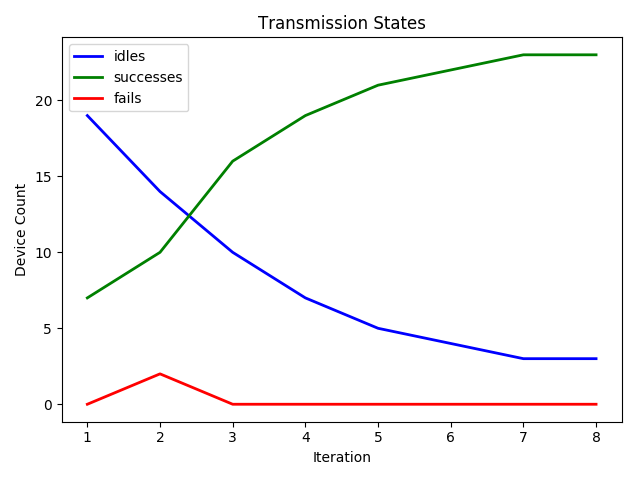 Transmission States
idles
successes
fails
Device Count
20
15
10
5
0
1 2 3 4 5 6 7 8
Iteration